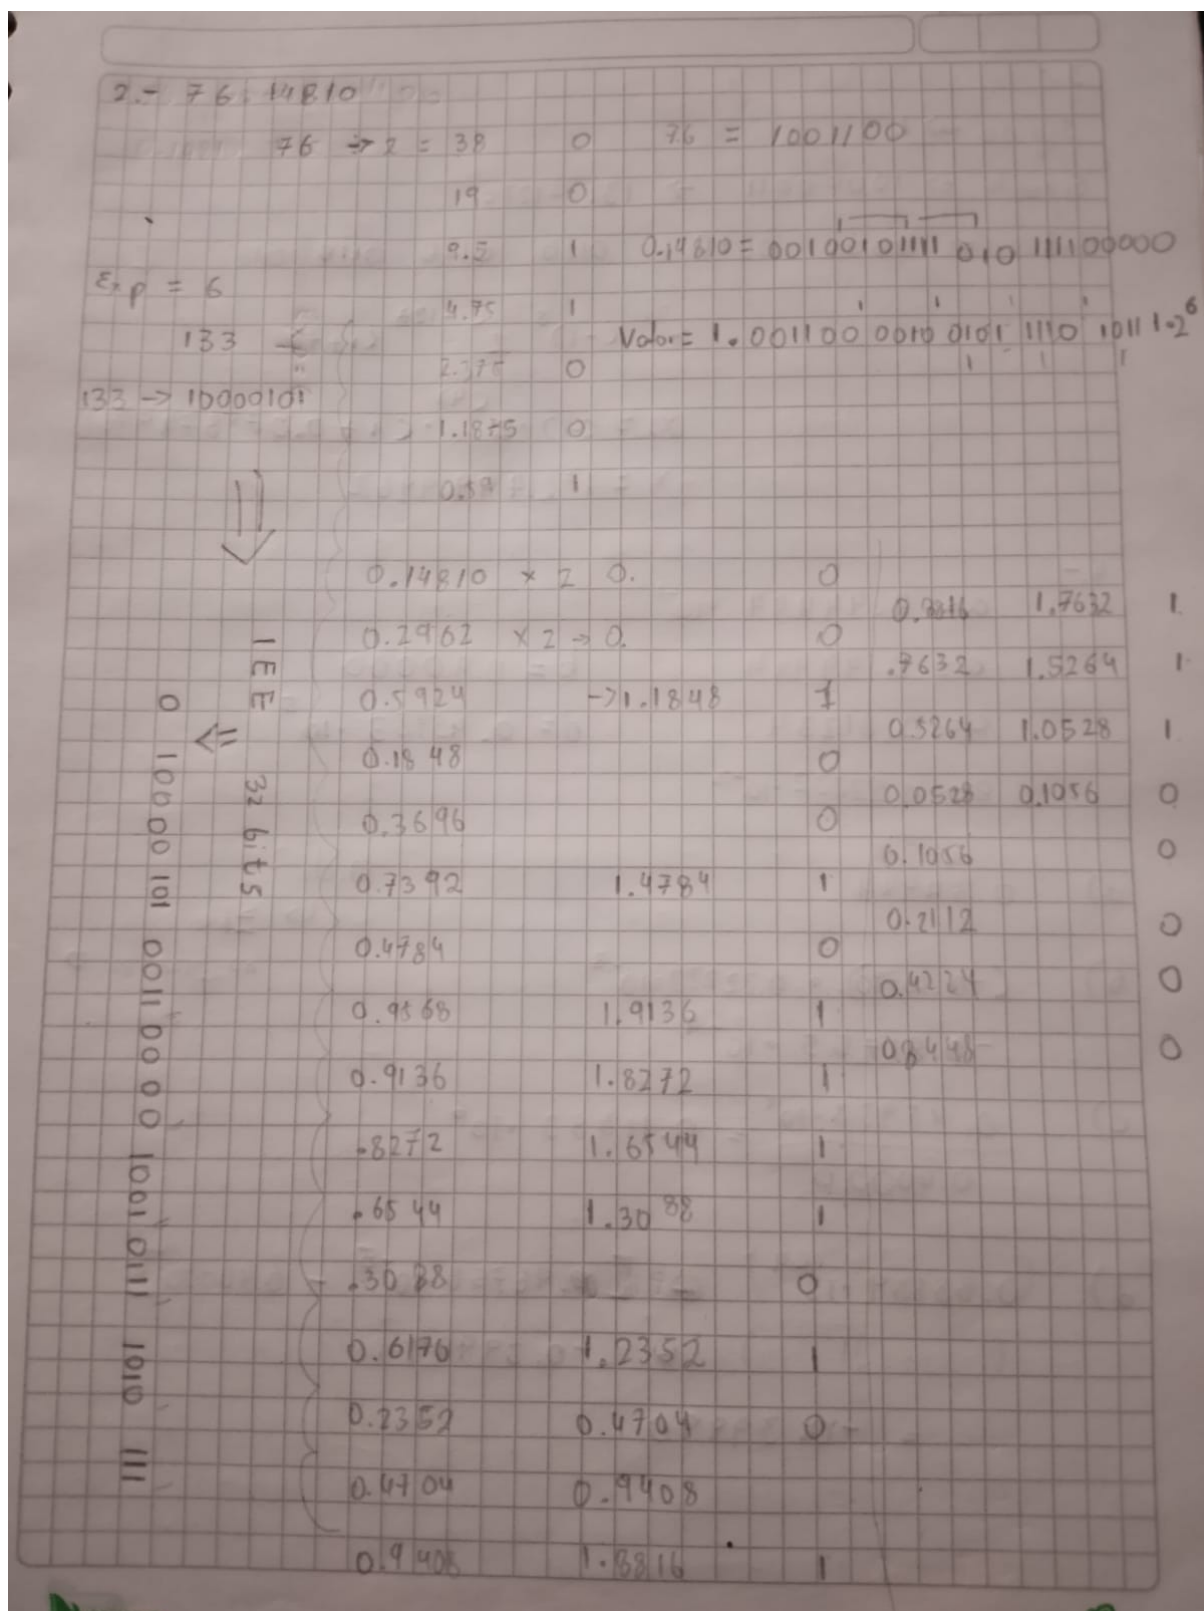 2.- 76.14810
76 → 2 = 38 0 76 = 1001100
19 0
9.5 1 0.14810 = 00100101111 010 111100000
Exp = 6
4.75 1
133 Valor = 1.001100 0010 0101 1110 1011 1.2^6
2.375 0
133 → 10000101
1.1875 0
0.59 1
0.14810 × 2 0. 0
0.2962 × 2 → 0. 0
0.5924 →1.1848 1
0.1848 0
0.3696 0
0.7392 1.4784 1
0.4784 0
0.9568 1.9136 1
0.9136 1.8272 1
.8272 1.6544 1
.6544 1.3088 1
.3088 0
0.6176 1.2352 1
0.2352 0.4704 0
0.4704 0.9408
0.9408 1.8816 1
0.8816 1.7632 1
.7632 1.5264 1
0.5264 1.0528 1
0.0528 0.1056 0
0.1056 0
0.2112 0
0.4224 0
0.8448 0
IEE 32 bits
⇒
0 10000101 00110000 10010111 1010 111